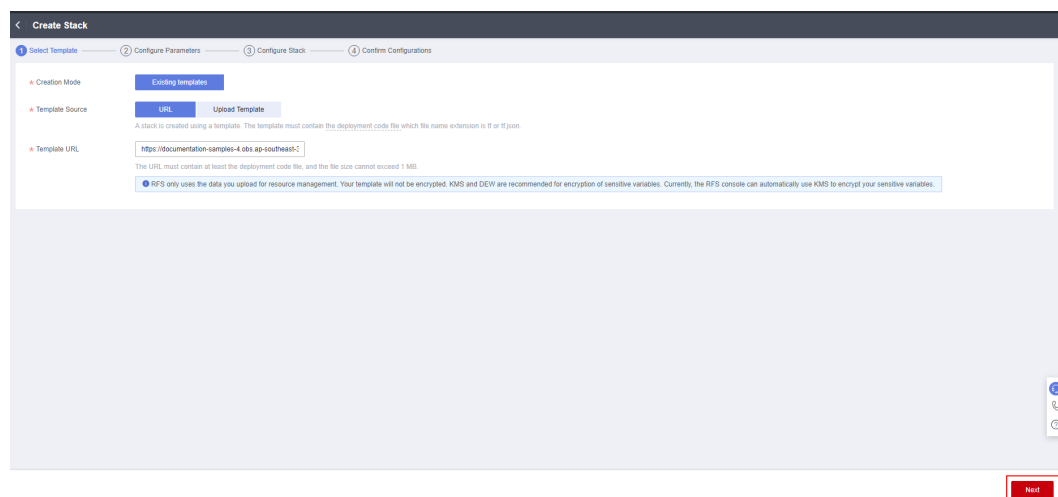 Create Stack
1 Select Template 2 Configure Parameters 3 Configure Stack 4 Confirm Configurations
* Creation Mode Existing templates
* Template Source URL Upload Template
A stack is created using a template. The template must contain the deployment code file which file name extension is tf or tf.json.
* Template URL https://documentation-samples-4.obs.ap-southeast-3
The URL must contain at least the deployment code file, and the file size cannot exceed 1 MB.
RFS only uses the data you upload for resource management. Your template will not be encrypted. KMS and DEW are recommended for encryption of sensitive variables. Currently, the RFS console can automatically use KMS to encrypt your sensitive variables.
Next